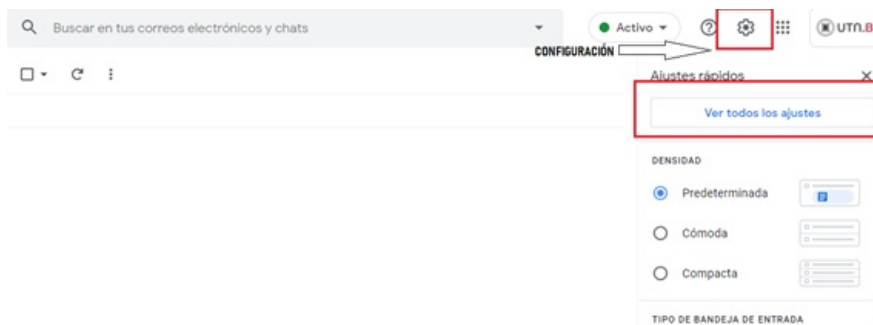 Buscar en tus correos electrónicos y chats
Activo
UTN.B
CONFIGURACIÓN
Ajustes rápidos
Ver todos los ajustes
DENSIDAD
Predeterminada
Cómoda
Compacta
TIPO DE BANDEJA DE ENTRADA